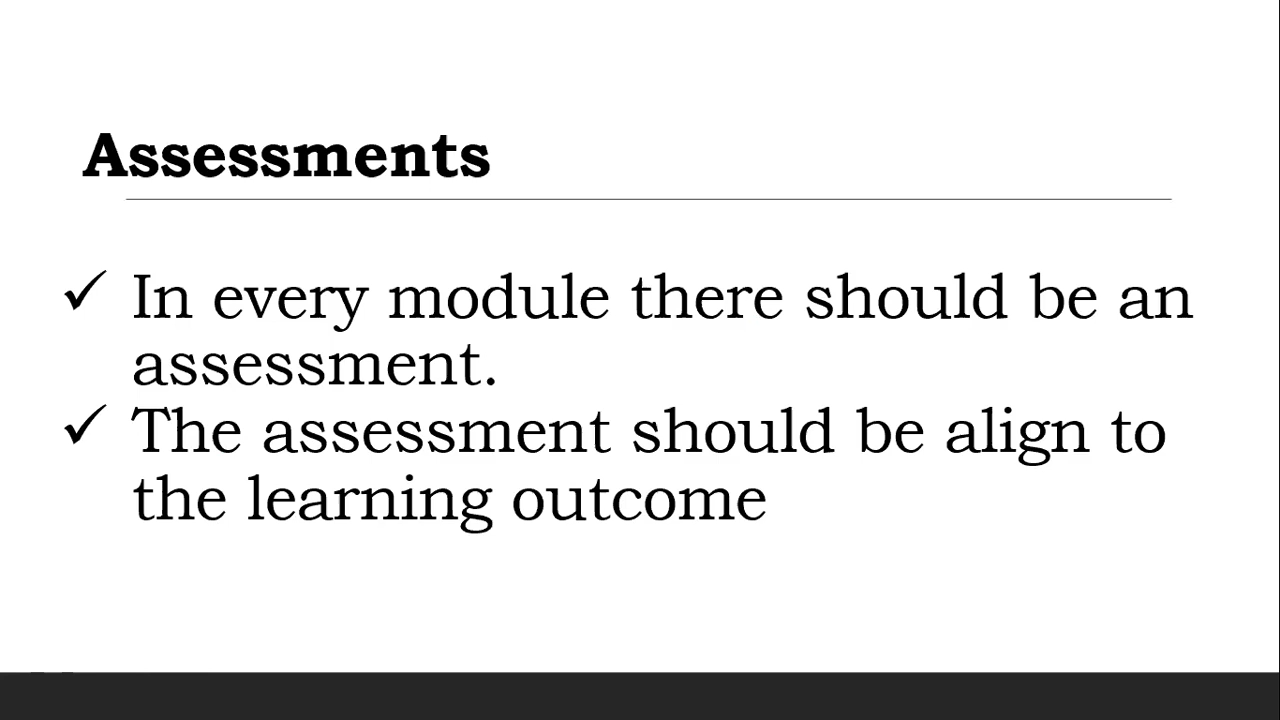 Assessments
✓ In every module there should be an
assessment.
✓ The assessment should be align to
the learning outcome